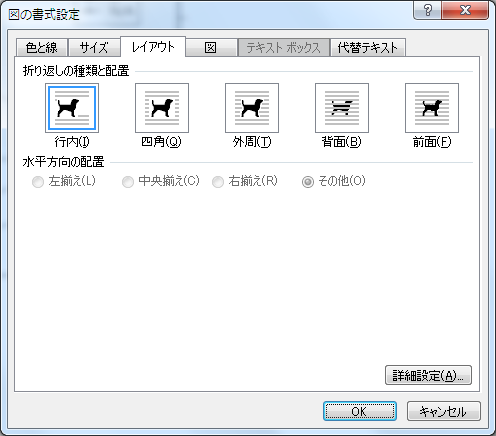 図の書式設定
色と線 サイズ レイアウト 図 テキスト ボックス 代替テキスト
折り返しの種類と配置
行内(I) 四角(Q) 外周(T) 背面(B) 前面(F)
水平方向の配置
左揃え(L) 中央揃え(C) 右揃え(R) その他(O)
詳細設定(A)...
OK キャンセル